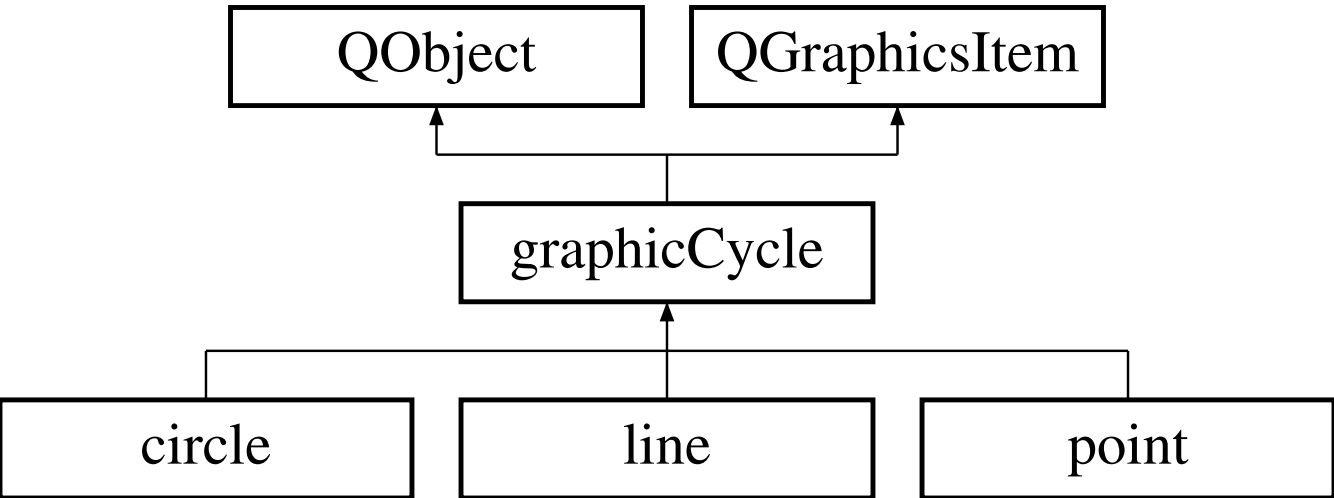 QObject
QGraphicsItem
graphicCycle
circle
line
point